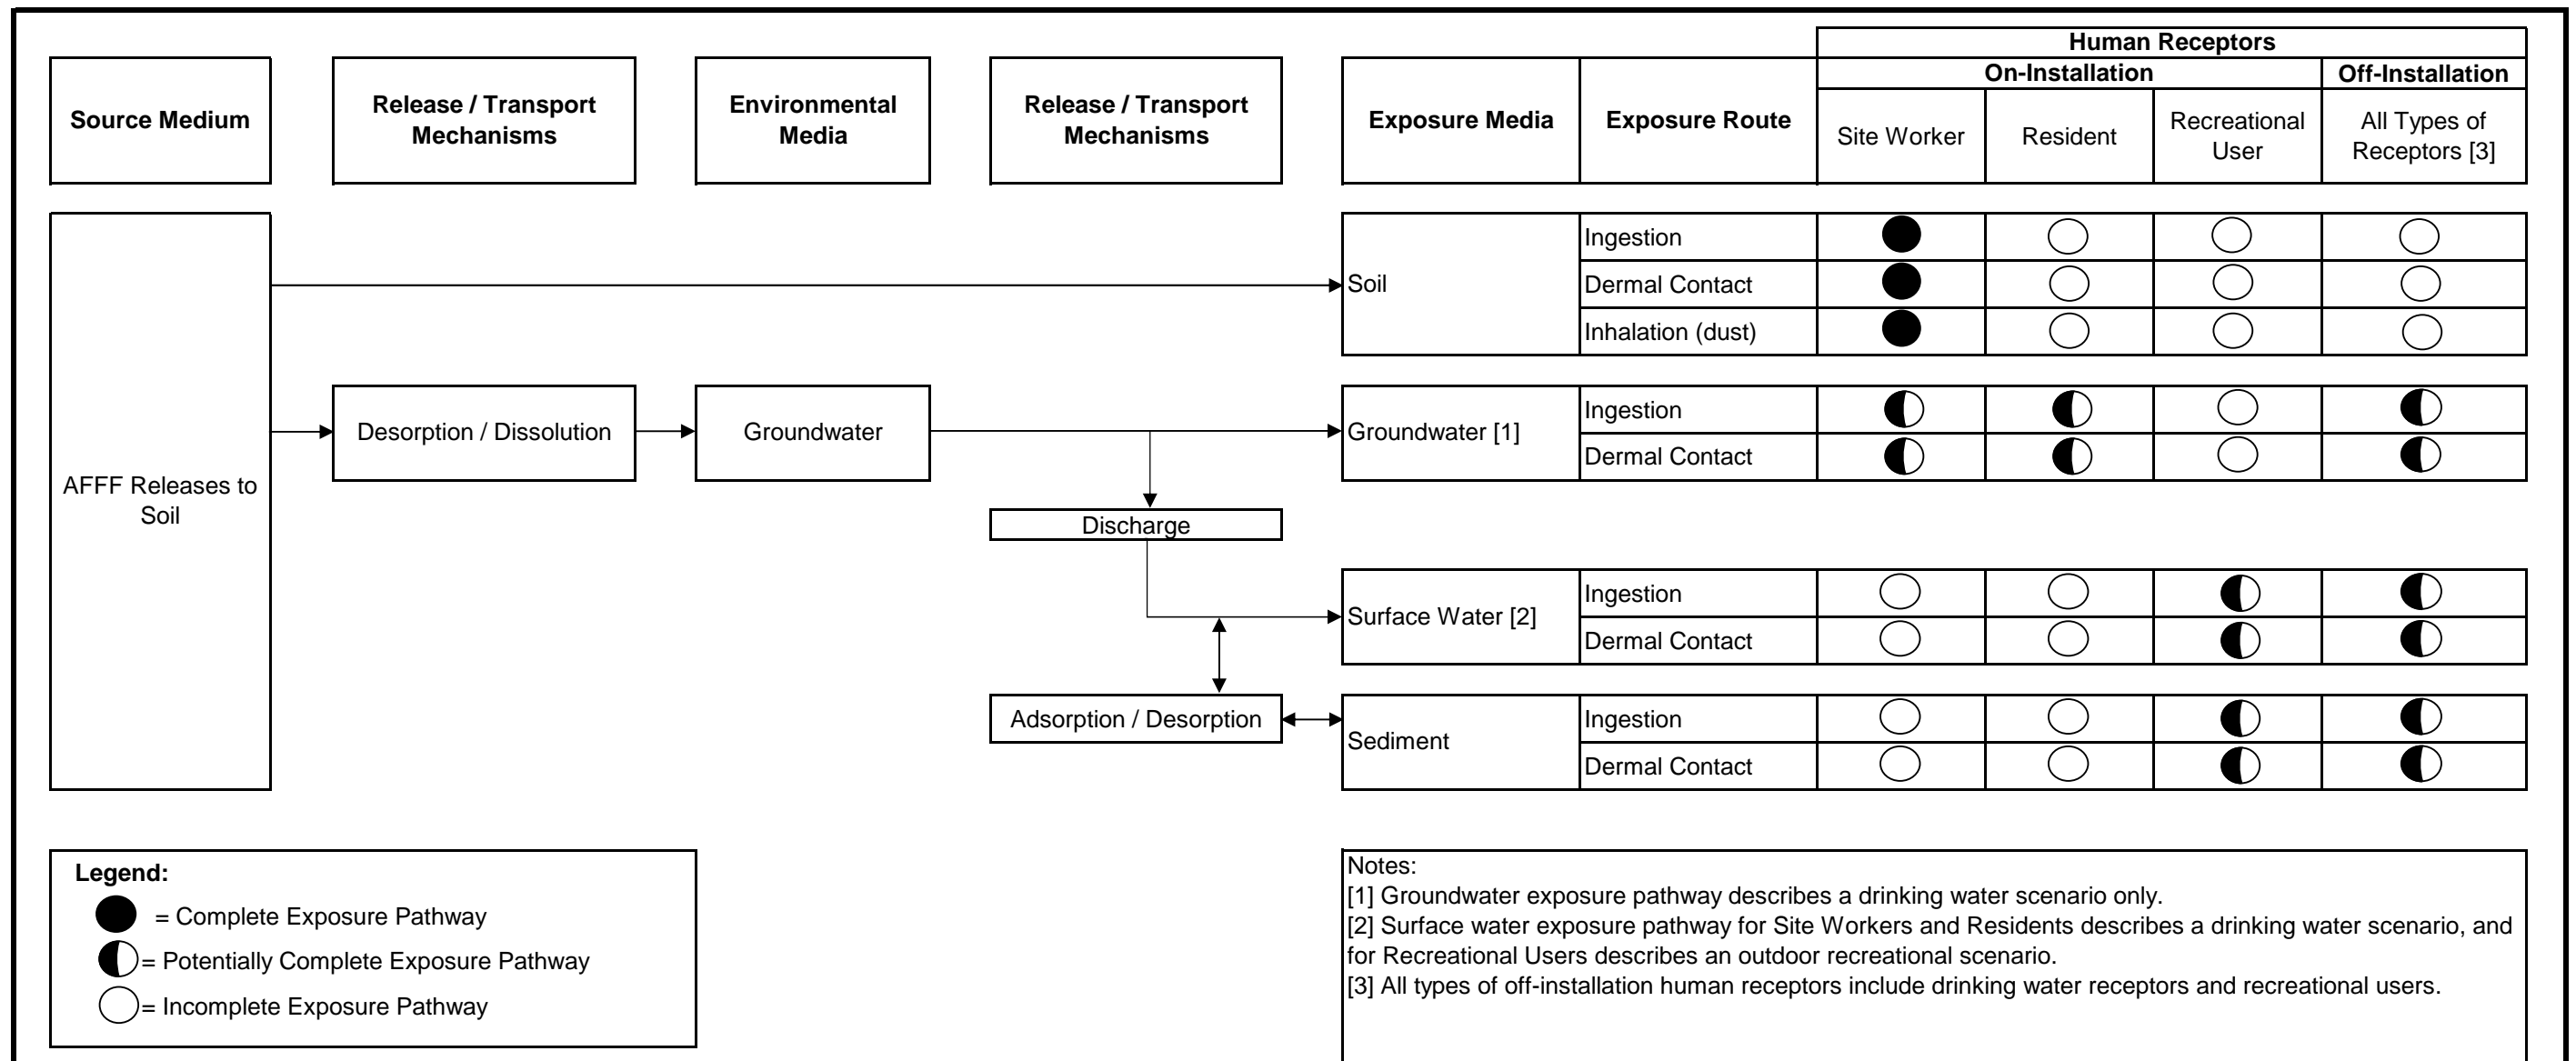 Human Receptors
On-Installation
Off-Installation
Source Medium
Release / Transport
Mechanisms
Environmental
Media
Release / Transport
Mechanisms
Exposure Media
Exposure Route
Site Worker
Resident
Recreational
User
All Types of
Receptors [3]
AFFF Releases to
Soil
Soil
Ingestion
Dermal Contact
Inhalation (dust)
Desorption / Dissolution
Groundwater
Groundwater [1]
Ingestion
Dermal Contact
Discharge
Surface Water [2]
Ingestion
Dermal Contact
Adsorption / Desorption
Sediment
Ingestion
Dermal Contact
Legend:
= Complete Exposure Pathway
= Potentially Complete Exposure Pathway
= Incomplete Exposure Pathway
Notes:
[1] Groundwater exposure pathway describes a drinking water scenario only.
[2] Surface water exposure pathway for Site Workers and Residents describes a drinking water scenario, and
for Recreational Users describes an outdoor recreational scenario.
[3] All types of off-installation human receptors include drinking water receptors and recreational users.